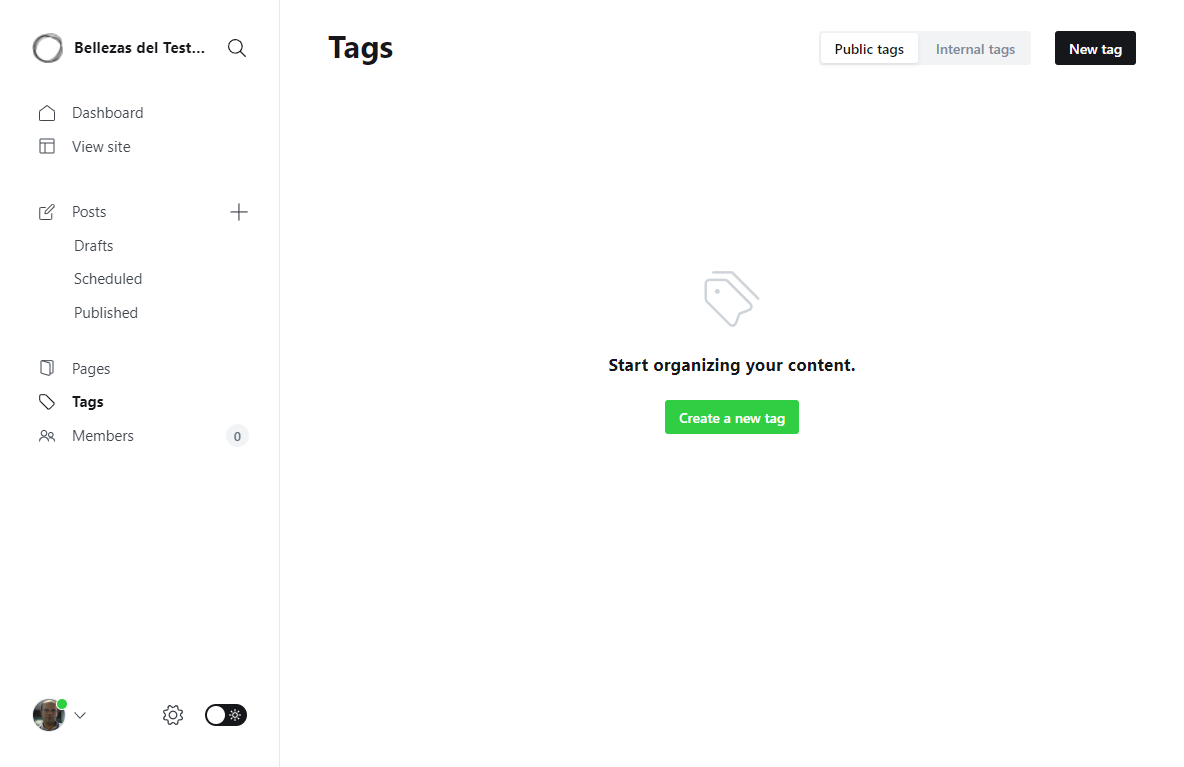 Bellezas del Test...
Tags
Public tags
Internal tags
New tag
Dashboard
View site
Posts
Drafts
Scheduled
Published
Pages
Tags
Members
0
Start organizing your content.
Create a new tag